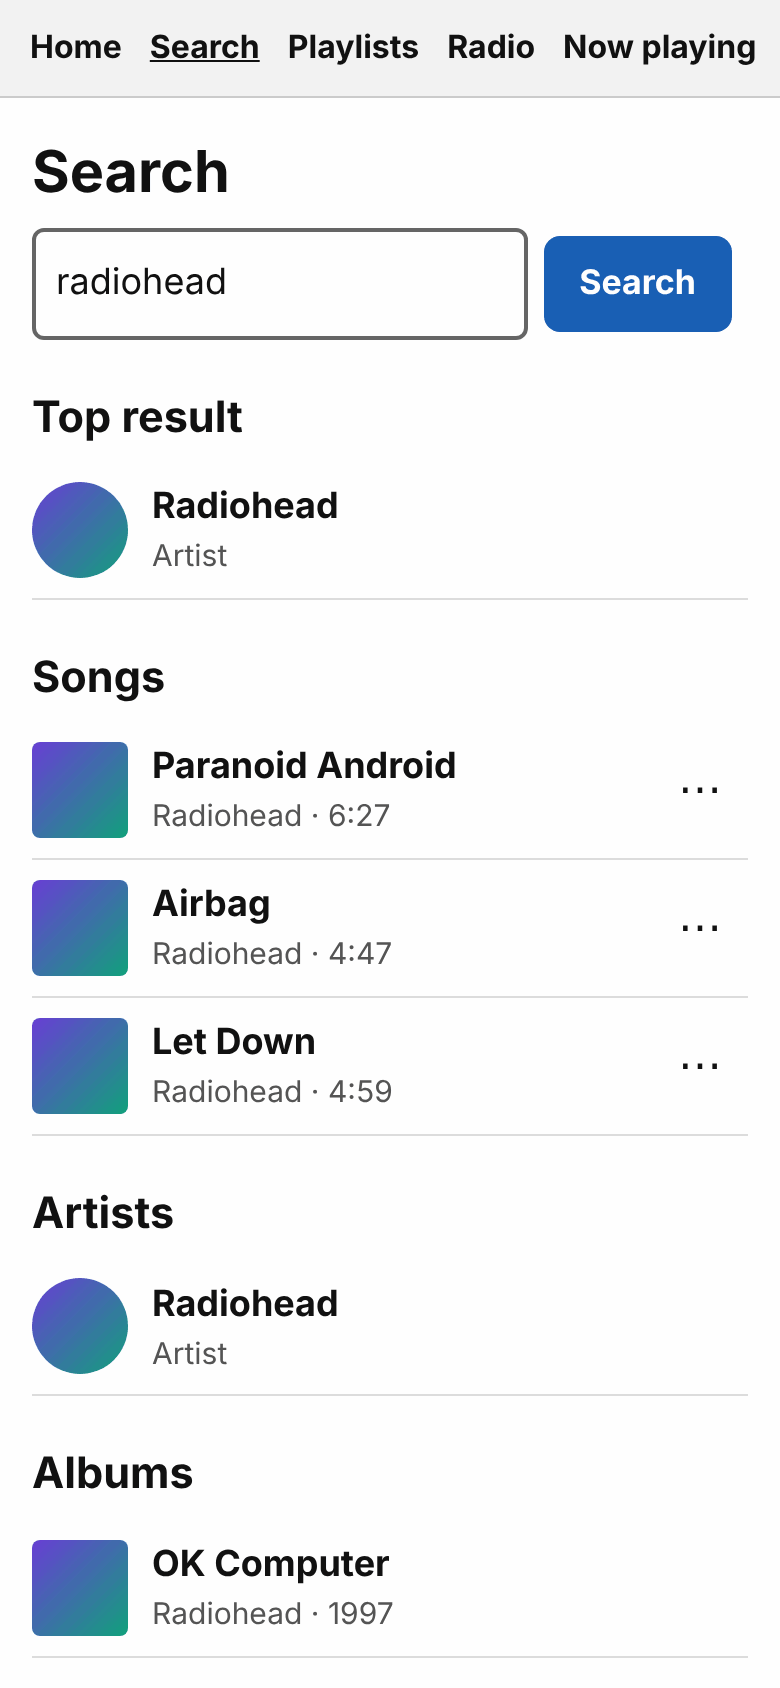 Home Search Playlists Radio Now playing
Search
radiohead
Search
Top result
Radiohead
Artist
Songs
Paranoid Android
Radiohead · 6:27
...
Airbag
Radiohead · 4:47
...
Let Down
Radiohead · 4:59
...
Artists
Radiohead
Artist
Albums
OK Computer
Radiohead · 1997